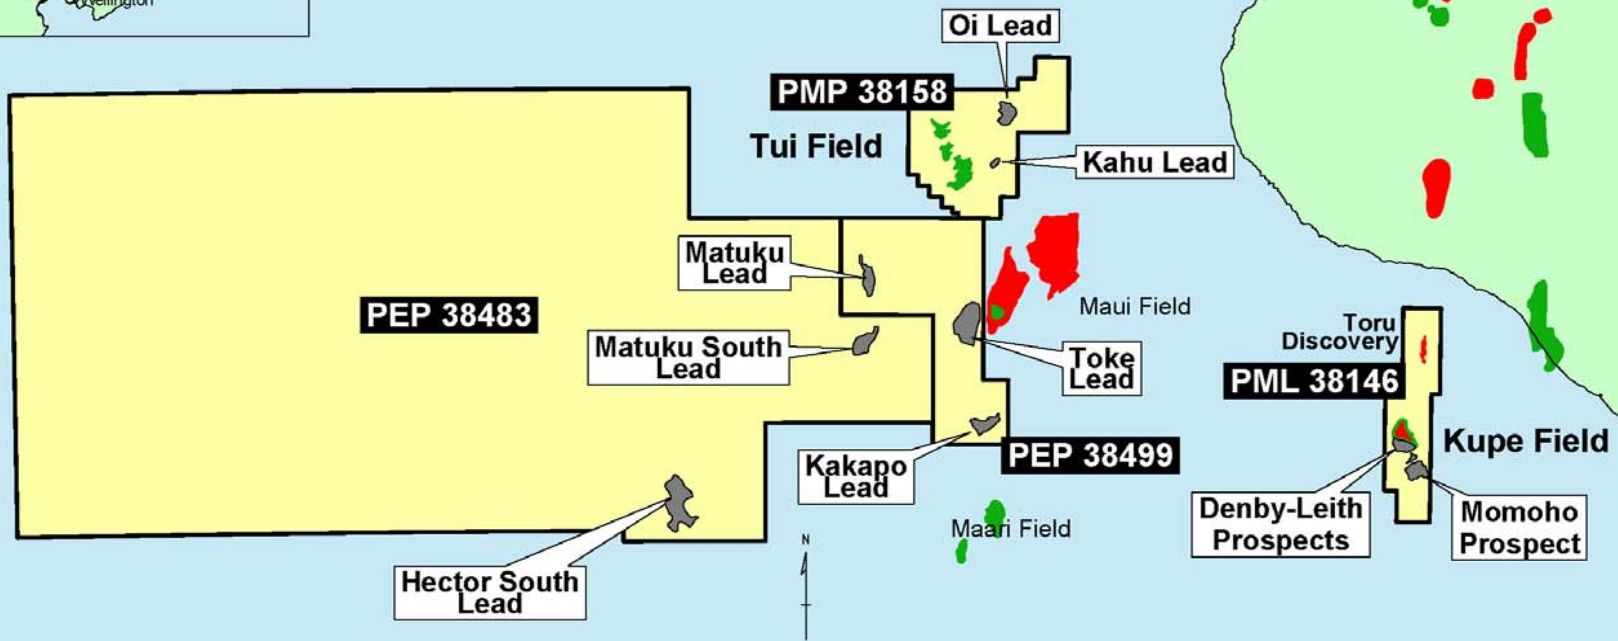 Wellington
Oi Lead
PMP 38158
Tui Field
Kahu Lead
Matuku
Lead
PEP 38483
Maui Field
Matuku South
Lead
Toke
Lead
Toru
Discovery
PML 38146
Kupe Field
Kakapo
Lead
PEP 38499
Denby-Leith
Prospects
Momoho
Prospect
Maari Field
N
Hector South
Lead